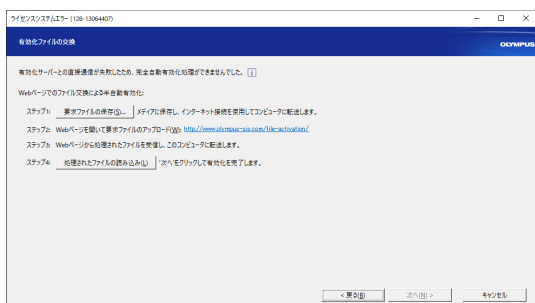 ライセンスシステムエラー (128-13064407)
有効化ファイルの交換
OLYMPUS
有効化サーバーとの直接通信が失敗したため、完全自動有効化処理ができませんでした。 i
Webページでのファイル交換による半自動有効化:
ステップ1: 要求ファイルの保存(S)... メディアに保存し、インターネット接続を使用してコンピュータに転送します。
ステップ2: Webページを開いて要求ファイルのアップロード(W): http://www.olympus-sis.com/file-activation/
ステップ3: Webページから処理されたファイルを受信し、このコンピュータに転送します。
ステップ4: 処理されたファイルの読み込み(L) '次へ'をクリックして有効化を完了します。
< 戻る(B) 次へ(N) > キャンセル